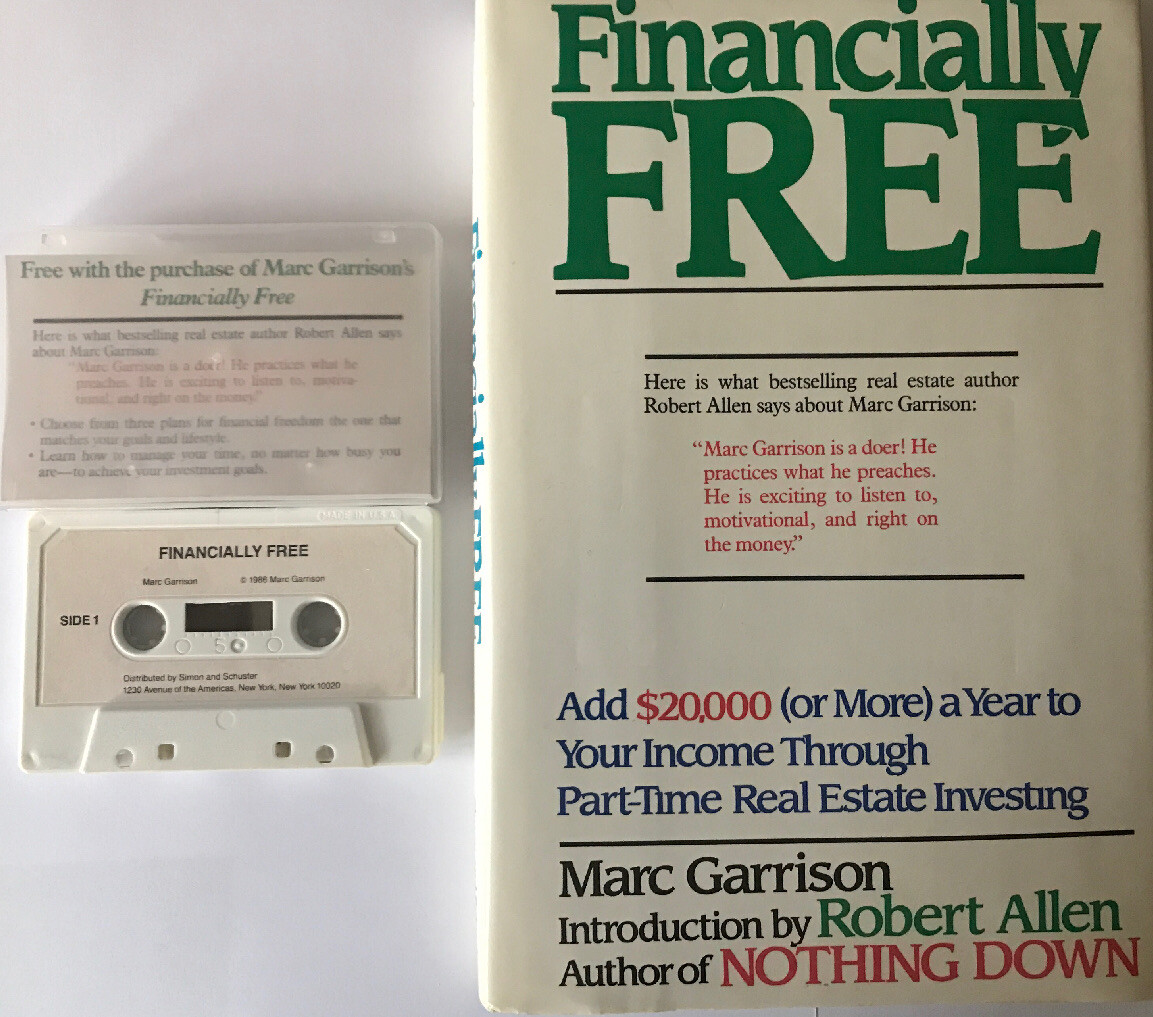 Free with the purchase of Marc Garrison's
Financially Free
Here is what bestselling real estate author Robert Allen says
about Marc Garrison:
"Marc Garrison is a doer! He practices what he
preaches. He is exciting to listen to, motiva-
tional, and right on the money."
• Choose from three plans for financial freedom the one that
matches your goals and lifestyle.
• Learn how to manage your time, no matter how busy you
are—to achieve your investment goals.
MADE IN U.S.A.
FINANCIALLY FREE
Marc Garrison © 1986 Marc Garrison
SIDE 1
5
Distributed by Simon and Schuster
1230 Avenue of the Americas, New York, New York 10020
Financially FREE
Financially
FREE
Here is what bestselling real estate author
Robert Allen says about Marc Garrison:
"Marc Garrison is a doer! He
practices what he preaches.
He is exciting to listen to,
motivational, and right on
the money."
Add $20,000 (or More) a Year to
Your Income Through
Part-Time Real Estate Investing
Marc Garrison
Introduction by Robert Allen
Author of NOTHING DOWN